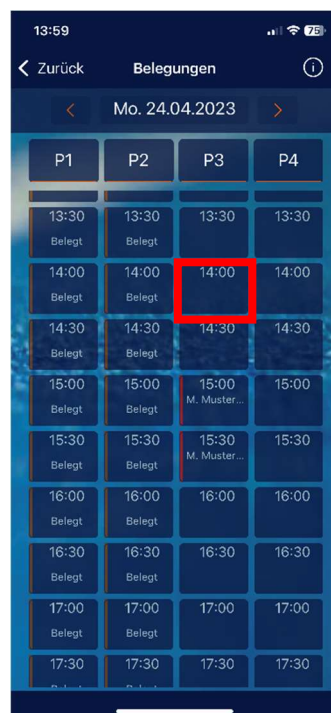 13:59
75
Zurück Belegungen
Mo. 24.04.2023
P1 P2 P3 P4
13:30 13:30 13:30 13:30
Belegt Belegt
14:00 14:00 14:00 14:00
Belegt Belegt
14:30 14:30 14:30 14:30
Belegt Belegt
15:00 15:00 15:00 15:00
Belegt Belegt M. Muster...
15:30 15:30 15:30 15:30
Belegt Belegt M. Muster...
16:00 16:00 16:00 16:00
Belegt Belegt
16:30 16:30 16:30 16:30
Belegt Belegt
17:00 17:00 17:00 17:00
Belegt Belegt
17:30 17:30 17:30 17:30